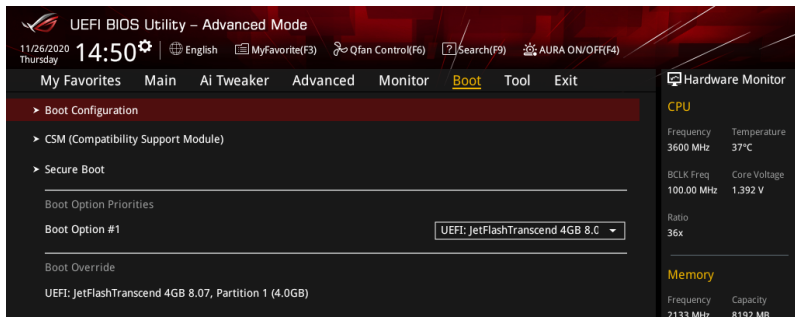 UEFI BIOS Utility – Advanced Mode
11/26/2020 Thursday 14:50 English MyFavorite(F3) Qfan Control(F6) ? Search(F9) AURA ON/OFF(F4)
My Favorites Main Ai Tweaker Advanced Monitor Boot Tool Exit
Hardware Monitor
Boot Configuration
CSM (Compatibility Support Module)
Secure Boot
Boot Option Priorities
Boot Option #1 UEFI: JetFlashTranscend 4GB 8.0
Boot Override
UEFI: JetFlashTranscend 4GB 8.07, Partition 1 (4.0GB)
CPU
Frequency Temperature
3600 MHz 37°C
BCLK Freq Core Voltage
100.00 MHz 1.392 V
Ratio
36x
Memory
Frequency Capacity
2133 MHz 8192 MB